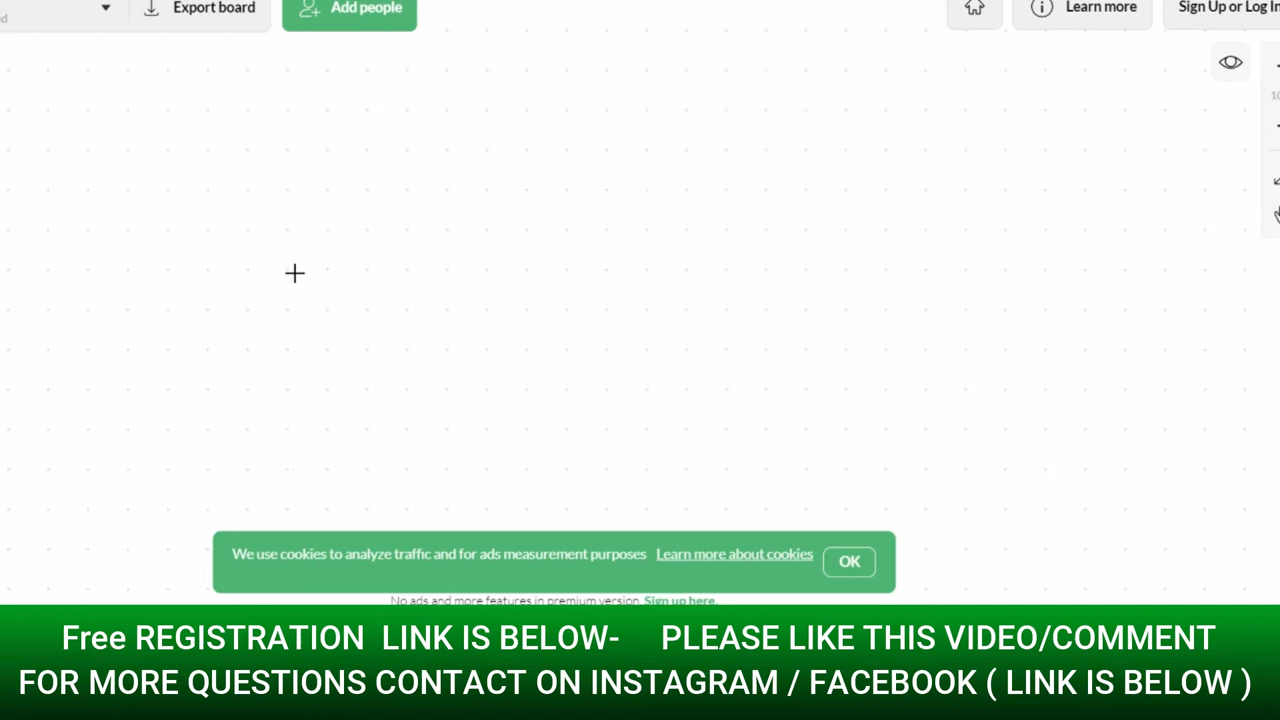 Export board
Add people
Learn more
Sign Up or Log In
We use cookies to analyze traffic and for ads measurement purposes Learn more about cookies
OK
No ads and more features in premium version. Sign up here.
Free REGISTRATION LINK IS BELOW- PLEASE LIKE THIS VIDEO/COMMENT
FOR MORE QUESTIONS CONTACT ON INSTAGRAM / FACEBOOK ( LINK IS BELOW )